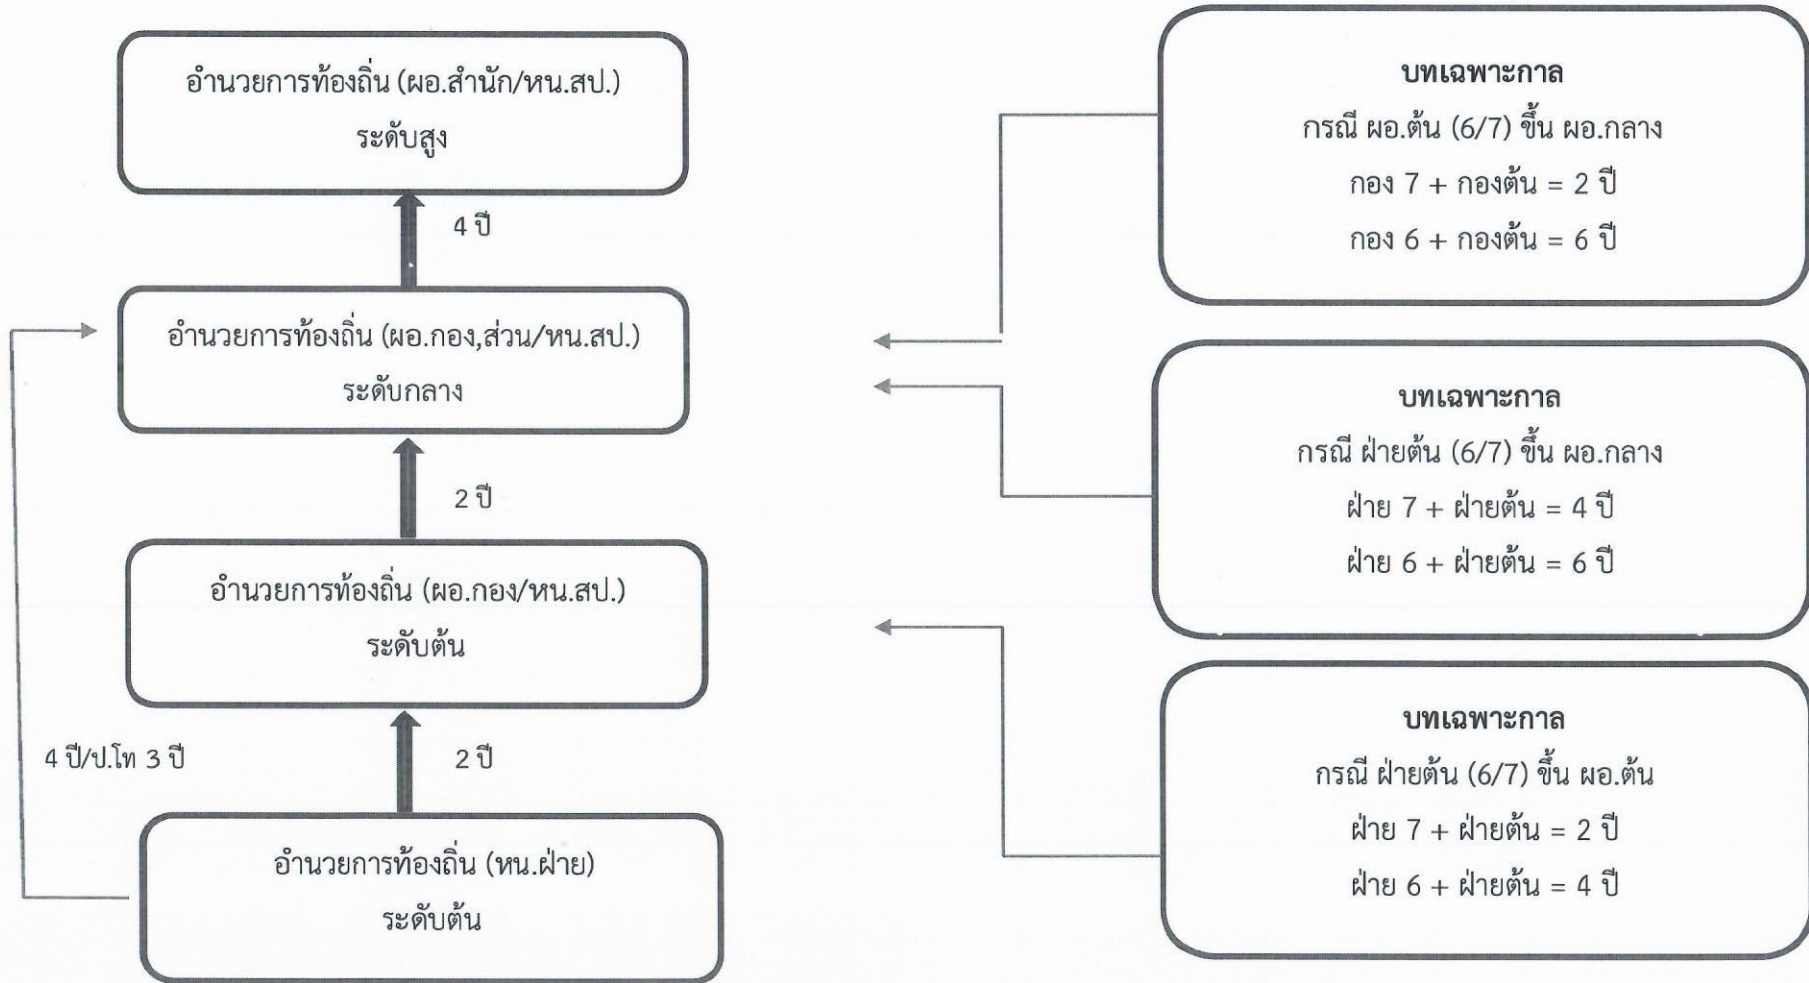 อำนวยการท้องถิ่น (ผอ.สำนัก/หน.สป.)
ระดับสูง
4 ปี
อำนวยการท้องถิ่น (ผอ.กอง,ส่วน/หน.สป.)
ระดับกลาง
2 ปี
อำนวยการท้องถิ่น (ผอ.กอง/หน.สป.)
ระดับต้น
4 ปี/ป.โท 3 ปี
2 ปี
อำนวยการท้องถิ่น (หน.ฝ่าย)
ระดับต้น
บทเฉพาะกาล
กรณี ผอ.ต้น (6/7) ขึ้น ผอ.กลาง
กอง 7 + กองต้น = 2 ปี
กอง 6 + กองต้น = 6 ปี
บทเฉพาะกาล
กรณี ฝ่ายต้น (6/7) ขึ้น ผอ.กลาง
ฝ่าย 7 + ฝ่ายต้น = 4 ปี
ฝ่าย 6 + ฝ่ายต้น = 6 ปี
บทเฉพาะกาล
กรณี ฝ่ายต้น (6/7) ขึ้น ผอ.ต้น
ฝ่าย 7 + ฝ่ายต้น = 2 ปี
ฝ่าย 6 + ฝ่ายต้น = 4 ปี